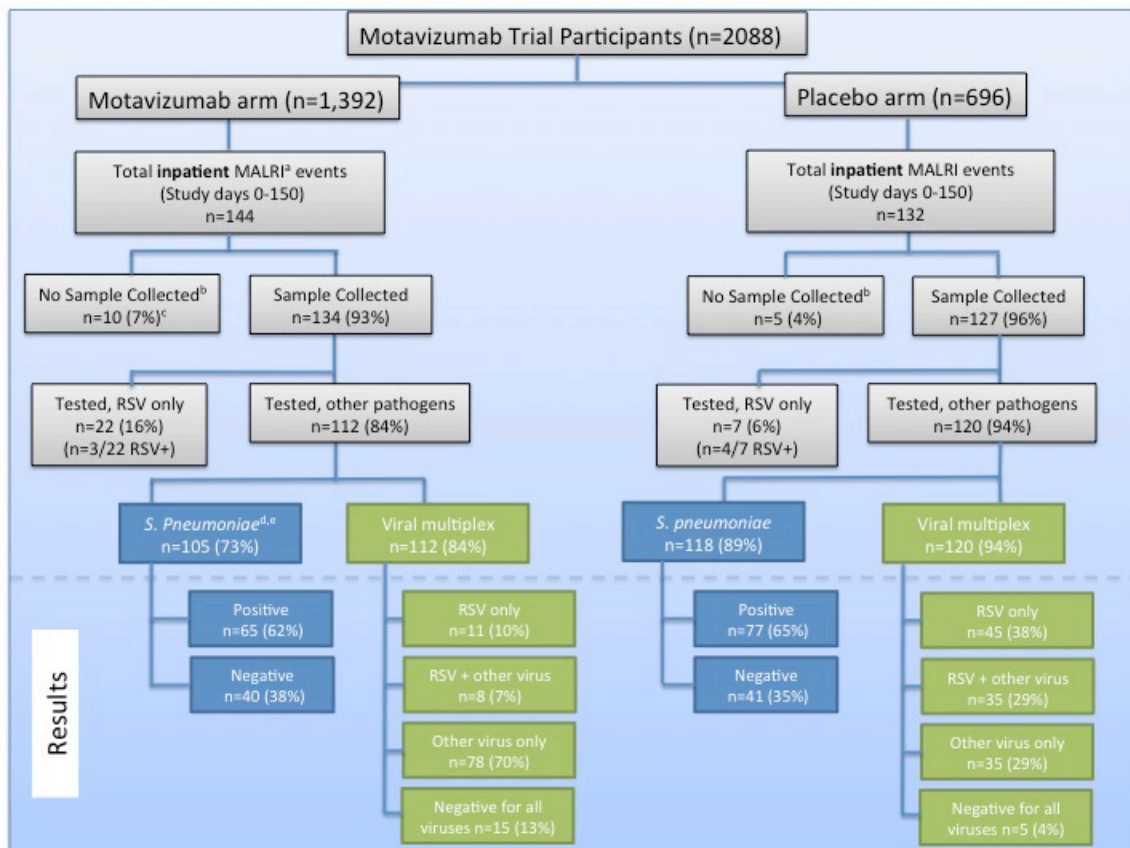 Motavizumab Trial Participants (n=2088)
Motavizumab arm (n=1,392)
Placebo arm (n=696)
Total inpatient MALRIᵃ events
(Study days 0-150)
n=144
Total inpatient MALRI events
(Study days 0-150)
n=132
No Sample Collectedᵇ
n=10 (7%)ᶜ
Sample Collected
n=134 (93%)
No Sample Collectedᵇ
n=5 (4%)
Sample Collected
n=127 (96%)
Tested, RSV only
n=22 (16%)
(n=3/22 RSV+)
Tested, other pathogens
n=112 (84%)
Tested, RSV only
n=7 (6%)
(n=4/7 RSV+)
Tested, other pathogens
n=120 (94%)
S. Pneumoniaeᵈ,ᵉ
n=105 (73%)
Viral multiplex
n=112 (84%)
S. pneumoniae
n=118 (89%)
Viral multiplex
n=120 (94%)
Results
Positive
n=65 (62%)
Negative
n=40 (38%)
RSV only
n=11 (10%)
RSV + other virus
n=8 (7%)
Other virus only
n=78 (70%)
Negative for all
viruses n=15 (13%)
Positive
n=77 (65%)
Negative
n=41 (35%)
RSV only
n=45 (38%)
RSV + other virus
n=35 (29%)
Other virus only
n=35 (29%)
Negative for all
viruses n=5 (4%)